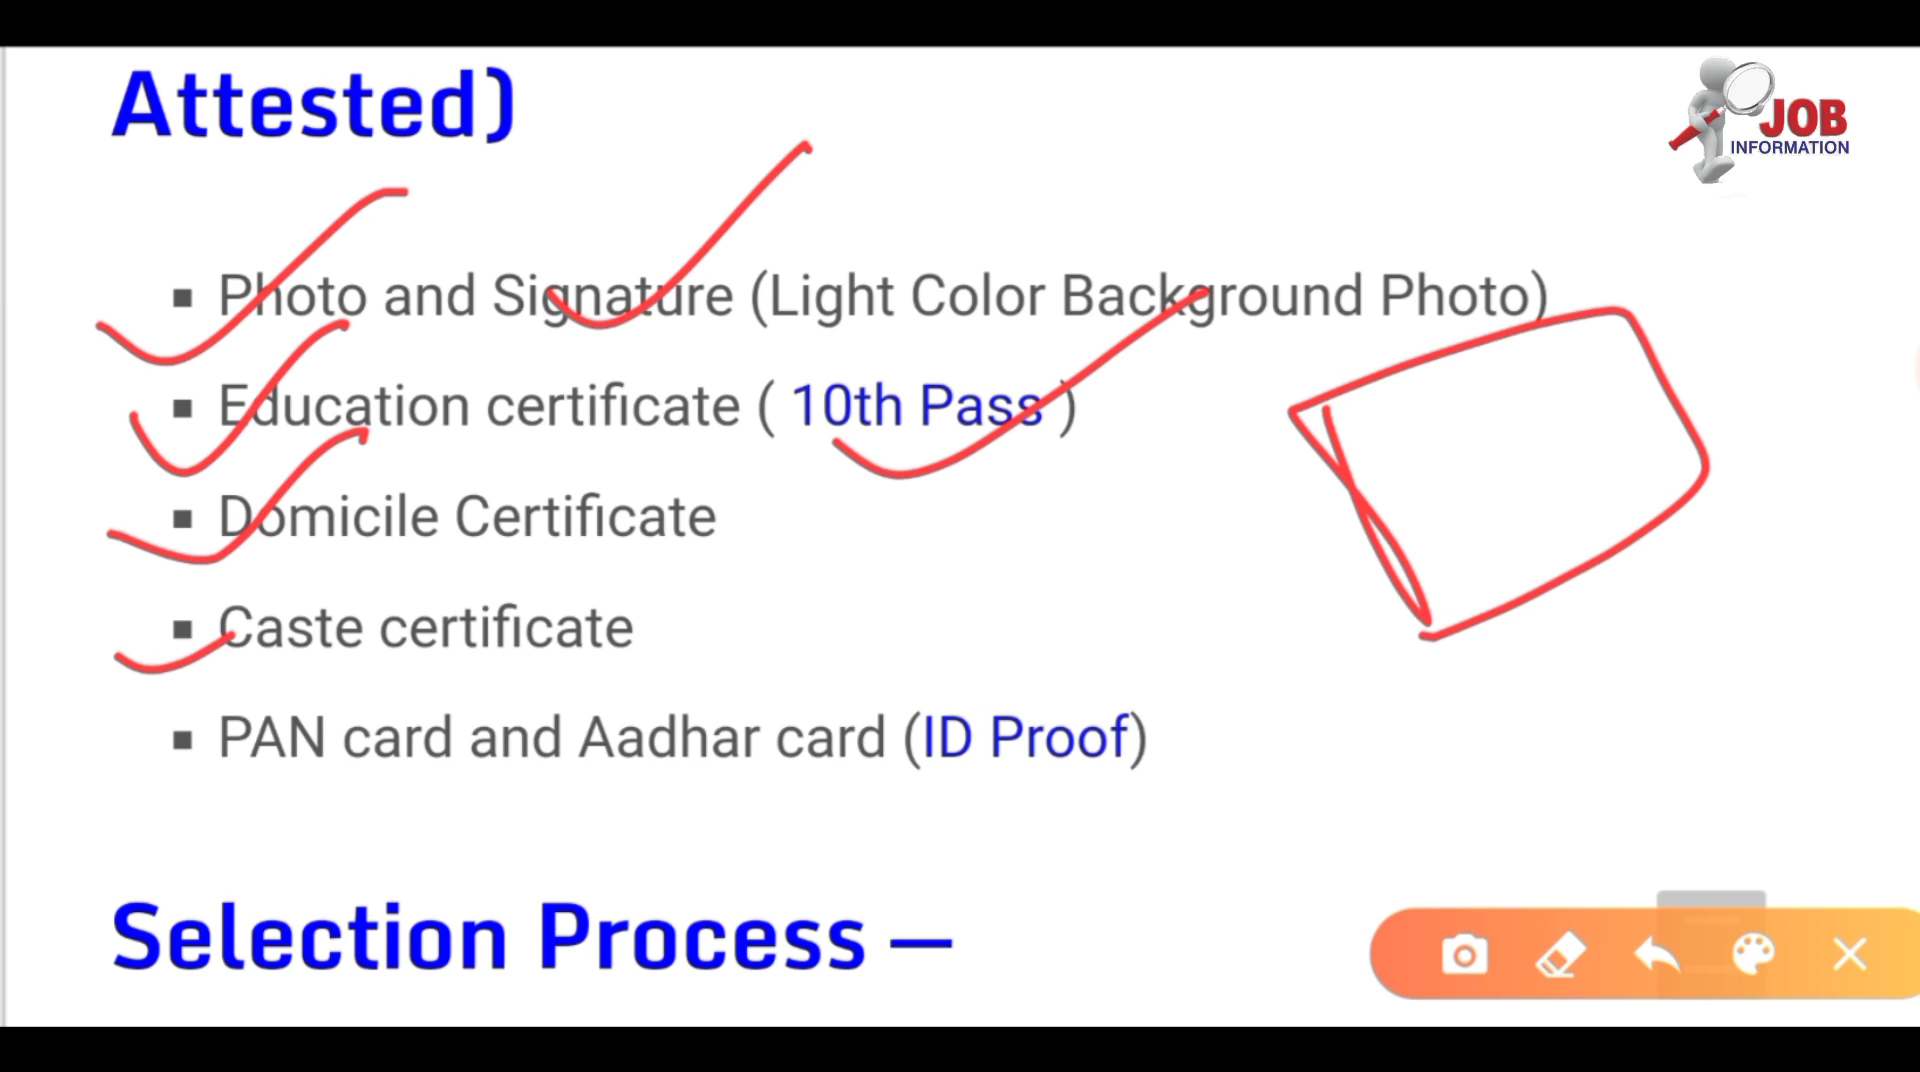 Attested)
JOB
INFORMATION
▪ Photo and Signature (Light Color Background Photo)
▪ Education certificate ( 10th Pass )
▪ Domicile Certificate
▪ Caste certificate
▪ PAN card and Aadhar card (ID Proof)
Selection Process —